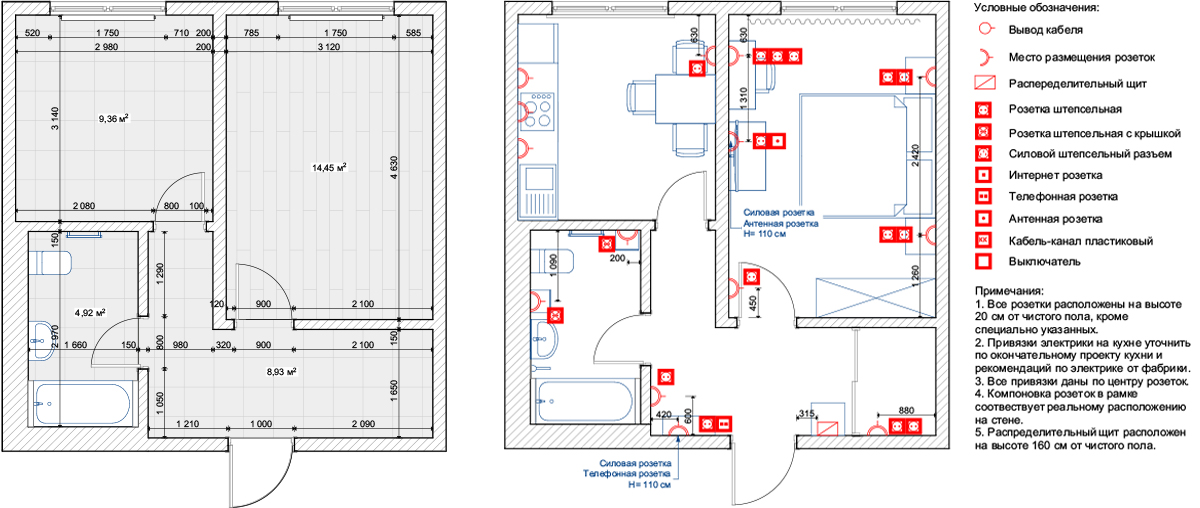 520
1 750
710
200
785
1 750
585
2 980
200
3 120
3 140
9,36 м²
14,45 м²
4 630
2 080
800
100
150
1 290
4,92 м²
2 970
120
900
2 100
1 660
150
980
320
900
2 100
150
800
8,93 м²
1 050
1 650
1 210
1 000
2 090
630
630
1 310
2 420
Силовая розетка
Антенная розетка
H= 110 см
1 090
200
450
1 260
420
600
315
880
Силовая розетка
Телефонная розетка
H= 110 см
Условные обозначения:
Вывод кабеля
Место размещения розеток
Распеределительный щит
Розетка штепсельная
Розетка штепсельная с крышкой
Силовой штепсельный разъем
Интернет розетка
Телефонная розетка
Антенная розетка
Кабель-канал пластиковый
Выключатель
Примечания:
1. Все розетки расположены на высоте
20 см от чистого пола, кроме
специально указанных.
2. Привязки электрики на кухне уточнить
по окончательному проекту кухни и
рекомендаций по электрике от фабрики.
3. Все привязки даны по центру розеток.
4. Компоновка розеток в рамке
соотвествует реальному расположению
на стене.
5. Распределительный щит расположен
на высоте 160 см от чистого пола.